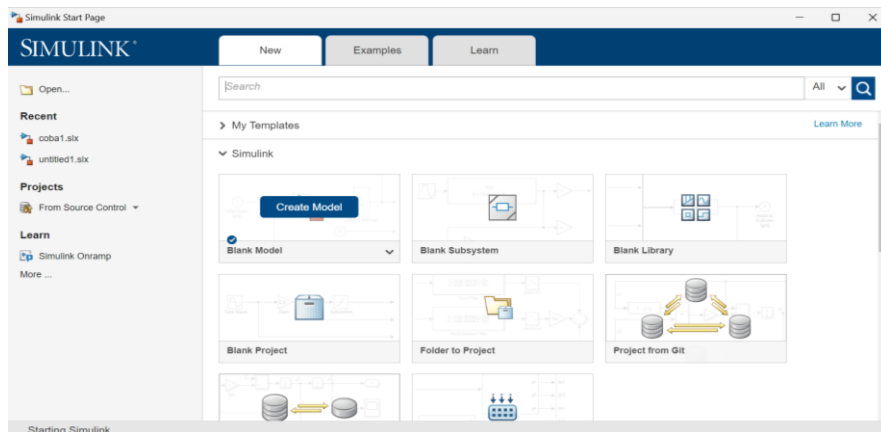 Simulink Start Page
SIMULINK®
New
Examples
Learn
Open...
Recent
coba1.slx
untitled1.slx
Projects
From Source Control
Learn
Simulink Onramp
More ...
Search
All
My Templates
Learn More
Simulink
Create Model
Blank Model
Blank Subsystem
Blank Library
Blank Project
Folder to Project
Project from Git
Starting Simulink